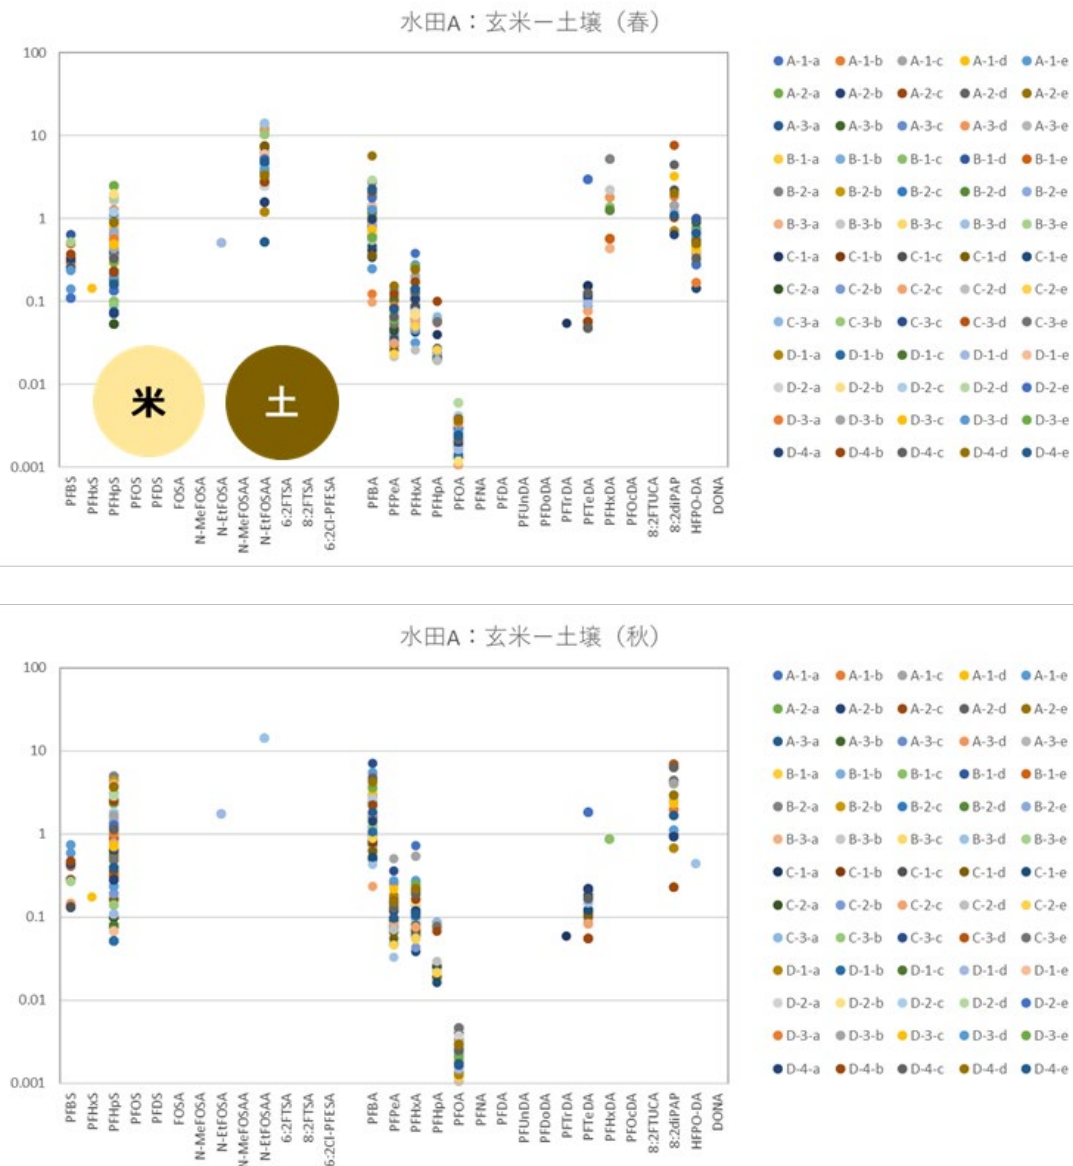 水田A：玄米ー土壌（春）
100
10
1
0.1
0.01
0.001
米
土
PFBS
PFHxS
PFHpS
PFOS
PFDS
FOSA
N-MeFOSA
N-EtFOSA
N-MeFOSAA
N-EtFOSAA
6:2FTSA
8:2FTSA
6:2Cl-PFESA
PFBA
PFPeA
PFHxA
PFHpA
PFOA
PFNA
PFDA
PFUnDA
PFDoDA
PFTrDA
PFTeDA
PFHxDA
PFOcDA
8:2FTUCA
8:2diPAP
HFPO-DA
DONA
A-1-a A-1-b A-1-c A-1-d A-1-e
A-2-a A-2-b A-2-c A-2-d A-2-e
A-3-a A-3-b A-3-c A-3-d A-3-e
B-1-a B-1-b B-1-c B-1-d B-1-e
B-2-a B-2-b B-2-c B-2-d B-2-e
B-3-a B-3-b B-3-c B-3-d B-3-e
C-1-a C-1-b C-1-c C-1-d C-1-e
C-2-a C-2-b C-2-c C-2-d C-2-e
C-3-a C-3-b C-3-c C-3-d C-3-e
D-1-a D-1-b D-1-c D-1-d D-1-e
D-2-a D-2-b D-2-c D-2-d D-2-e
D-3-a D-3-b D-3-c D-3-d D-3-e
D-4-a D-4-b D-4-c D-4-d D-4-e
水田A：玄米ー土壌（秋）
100
10
1
0.1
0.01
0.001
PFBS
PFHxS
PFHpS
PFOS
PFDS
FOSA
N-MeFOSA
N-EtFOSA
N-MeFOSAA
N-EtFOSAA
6:2FTSA
8:2FTSA
6:2Cl-PFESA
PFBA
PFPeA
PFHxA
PFHpA
PFOA
PFNA
PFDA
PFUnDA
PFDoDA
PFTrDA
PFTeDA
PFHxDA
PFOcDA
8:2FTUCA
8:2diPAP
HFPO-DA
DONA
A-1-a A-1-b A-1-c A-1-d A-1-e
A-2-a A-2-b A-2-c A-2-d A-2-e
A-3-a A-3-b A-3-c A-3-d A-3-e
B-1-a B-1-b B-1-c B-1-d B-1-e
B-2-a B-2-b B-2-c B-2-d B-2-e
B-3-a B-3-b B-3-c B-3-d B-3-e
C-1-a C-1-b C-1-c C-1-d C-1-e
C-2-a C-2-b C-2-c C-2-d C-2-e
C-3-a C-3-b C-3-c C-3-d C-3-e
D-1-a D-1-b D-1-c D-1-d D-1-e
D-2-a D-2-b D-2-c D-2-d D-2-e
D-3-a D-3-b D-3-c D-3-d D-3-e
D-4-a D-4-b D-4-c D-4-d D-4-e